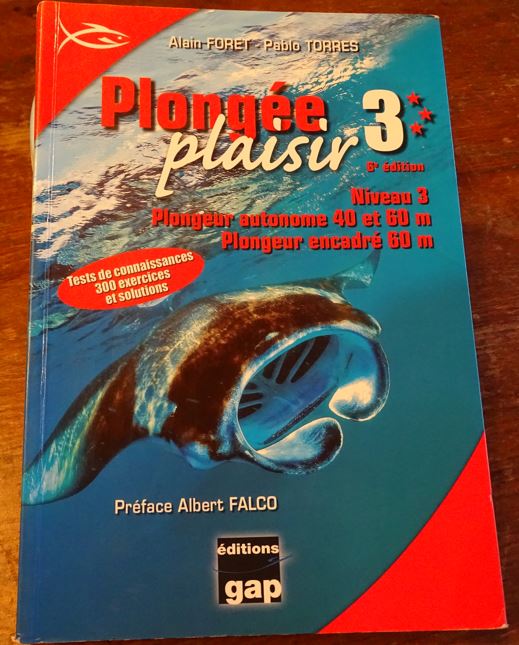 Alain FORET - Pablo TORRES
Plongée
plaisir 3
6e édition
Niveau 3
Plongeur autonome 40 et 60 m
Plongeur encadré 60 m
Tests de connaissances
300 exercices
et solutions
Préface Albert FALCO
éditions
gap